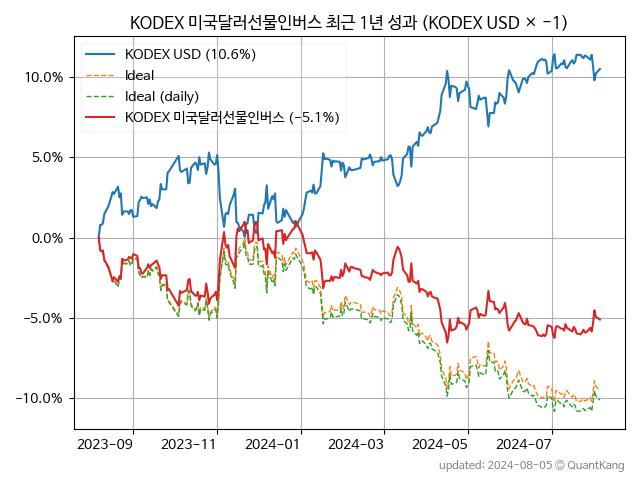 KODEX 미국달러선물인버스 최근 1년 성과 (KODEX USD × −1)
KODEX USD (10.6%)
Ideal
Ideal (daily)
KODEX 미국달러선물인버스 (−5.1%)
10.0%
5.0%
0.0%
−5.0%
−10.0%
2023-09 2023-11 2024-01 2024-03 2024-05 2024-07
updated: 2024-08-05 © QuantKang